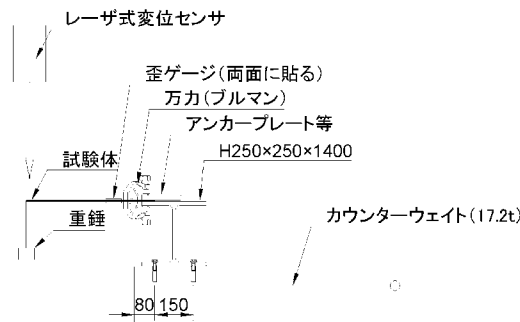 レーザ式変位センサ
歪ゲージ(両面に貼る)
万力(ブルマン)
アンカープレート等
H250×250×1400
試験体
重錘
カウンターウェイト(17.2t)
80 150